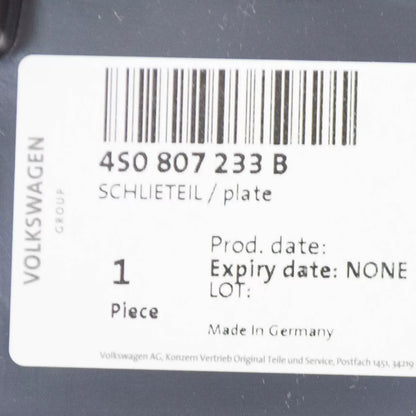 VOLKSWAGEN
GROUP
4S0 807 233 B
SCHLIETEIL / plate
1
Piece
Prod. date:
Expiry date: NONE
LOT:
Made In Germany
Volkswagen AG, Konzern Vertrieb Original Teile und Service, Postfach 1451, 34219